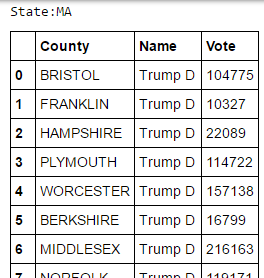 State:MA
County Name Vote
0 BRISTOL Trump D 104775
1 FRANKLIN Trump D 10327
2 HAMPSHIRE Trump D 22089
3 PLYMOUTH Trump D 114722
4 WORCESTER Trump D 157138
5 BERKSHIRE Trump D 16799
6 MIDDLESEX Trump D 216163
7 NORFOLK Trump D 119171